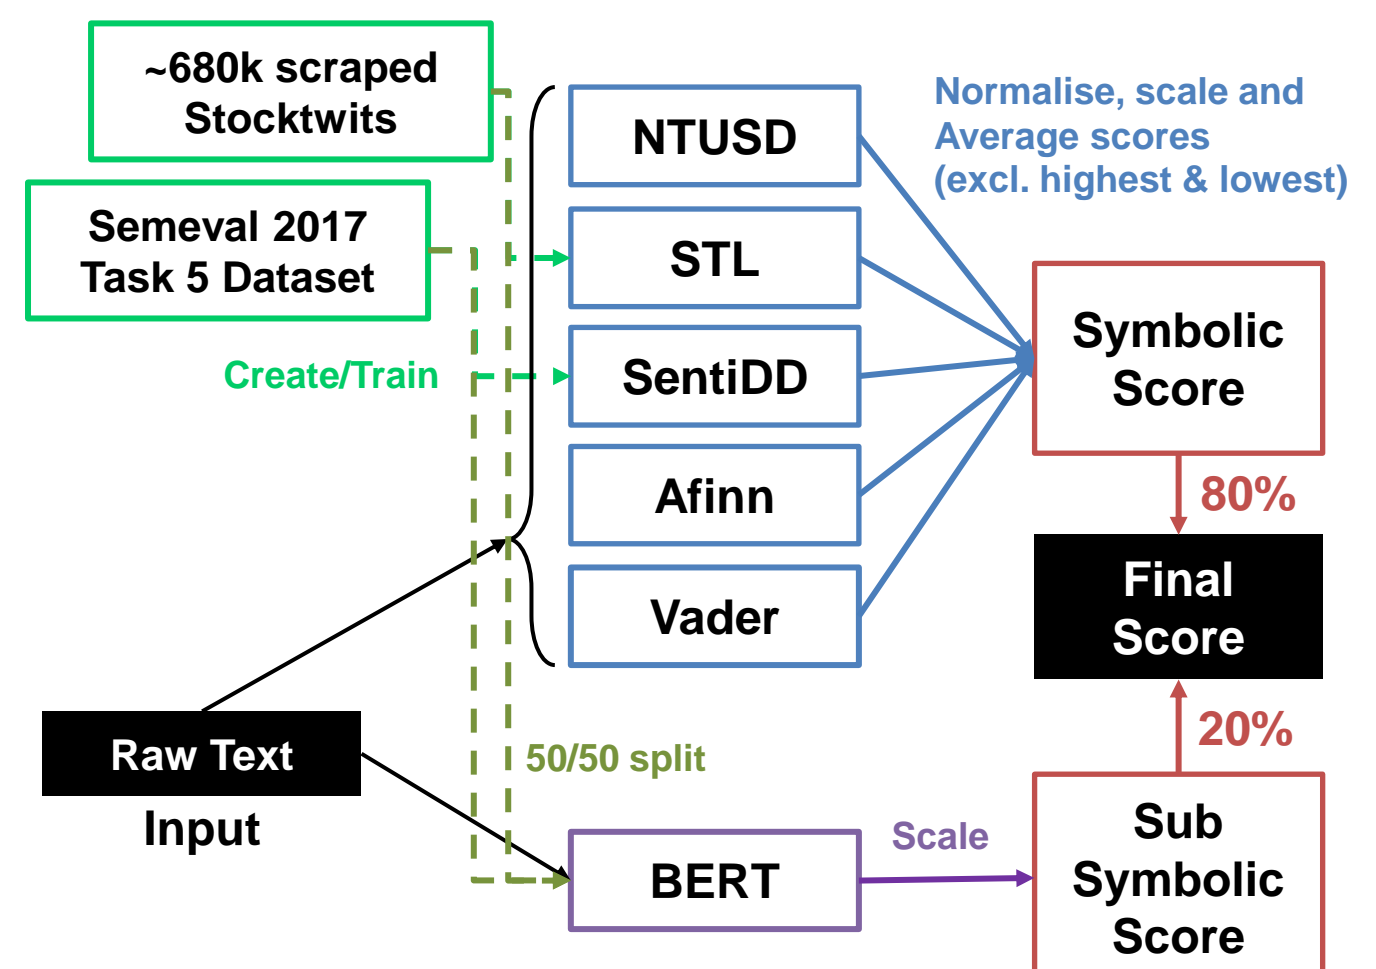 ~680k scraped
Stocktwits
Semeval 2017
Task 5 Dataset
Create/Train
NTUSD
STL
SentiDD
Afinn
Vader
Normalise, scale and
Average scores
(excl. highest & lowest)
Symbolic
Score
80%
Final
Score
20%
Raw Text
Input
50/50 split
BERT
Scale
Sub
Symbolic
Score